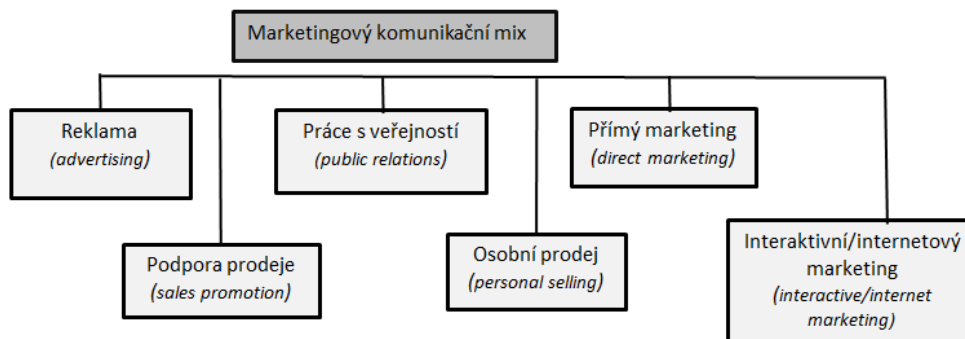 Marketingový komunikační mix
Reklama
(advertising)
Práce s veřejností
(public relations)
Přímý marketing
(direct marketing)
Podpora prodeje
(sales promotion)
Osobní prodej
(personal selling)
Interaktivní/internetový
marketing
(interactive/internet
marketing)